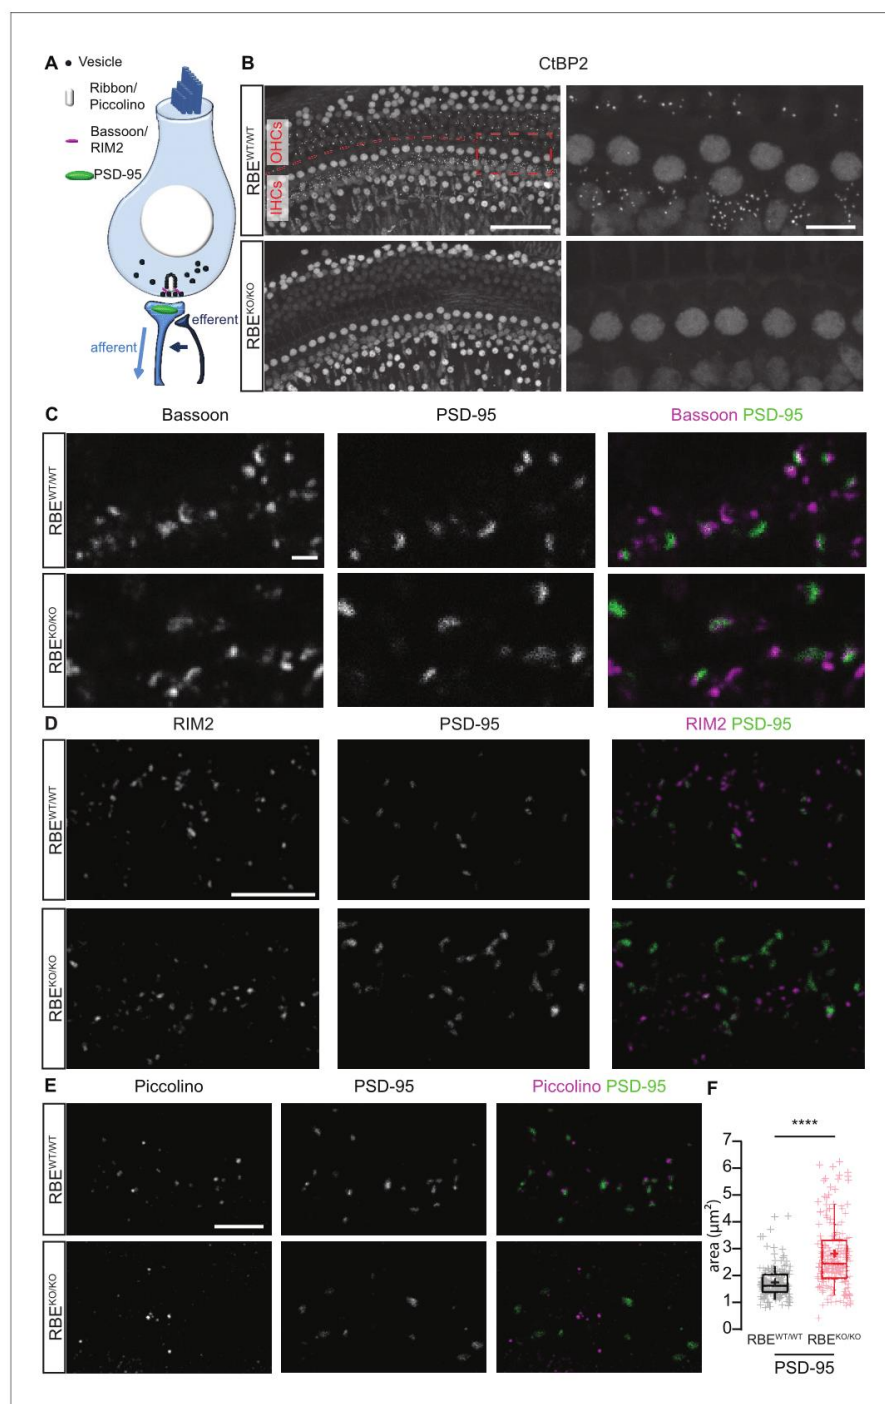 A
Vesicle
Ribbon/
Piccolino
Bassoon/
RIM2
PSD-95
efferent
afferent
B
CtBP2
RBEWT/WT
OHCs
IHCs
RBEKO/KO
C
Bassoon PSD-95 Bassoon PSD-95
RBEWT/WT
RBEKO/KO
D
RIM2 PSD-95 RIM2 PSD-95
RBEWT/WT
RBEKO/KO
E
Piccolino PSD-95 Piccolino PSD-95
RBEWT/WT
RBEKO/KO
F
****
7
6
5
4
3
2
1
0
area (µm²)
RBEWT/WT RBEKO/KO
PSD-95